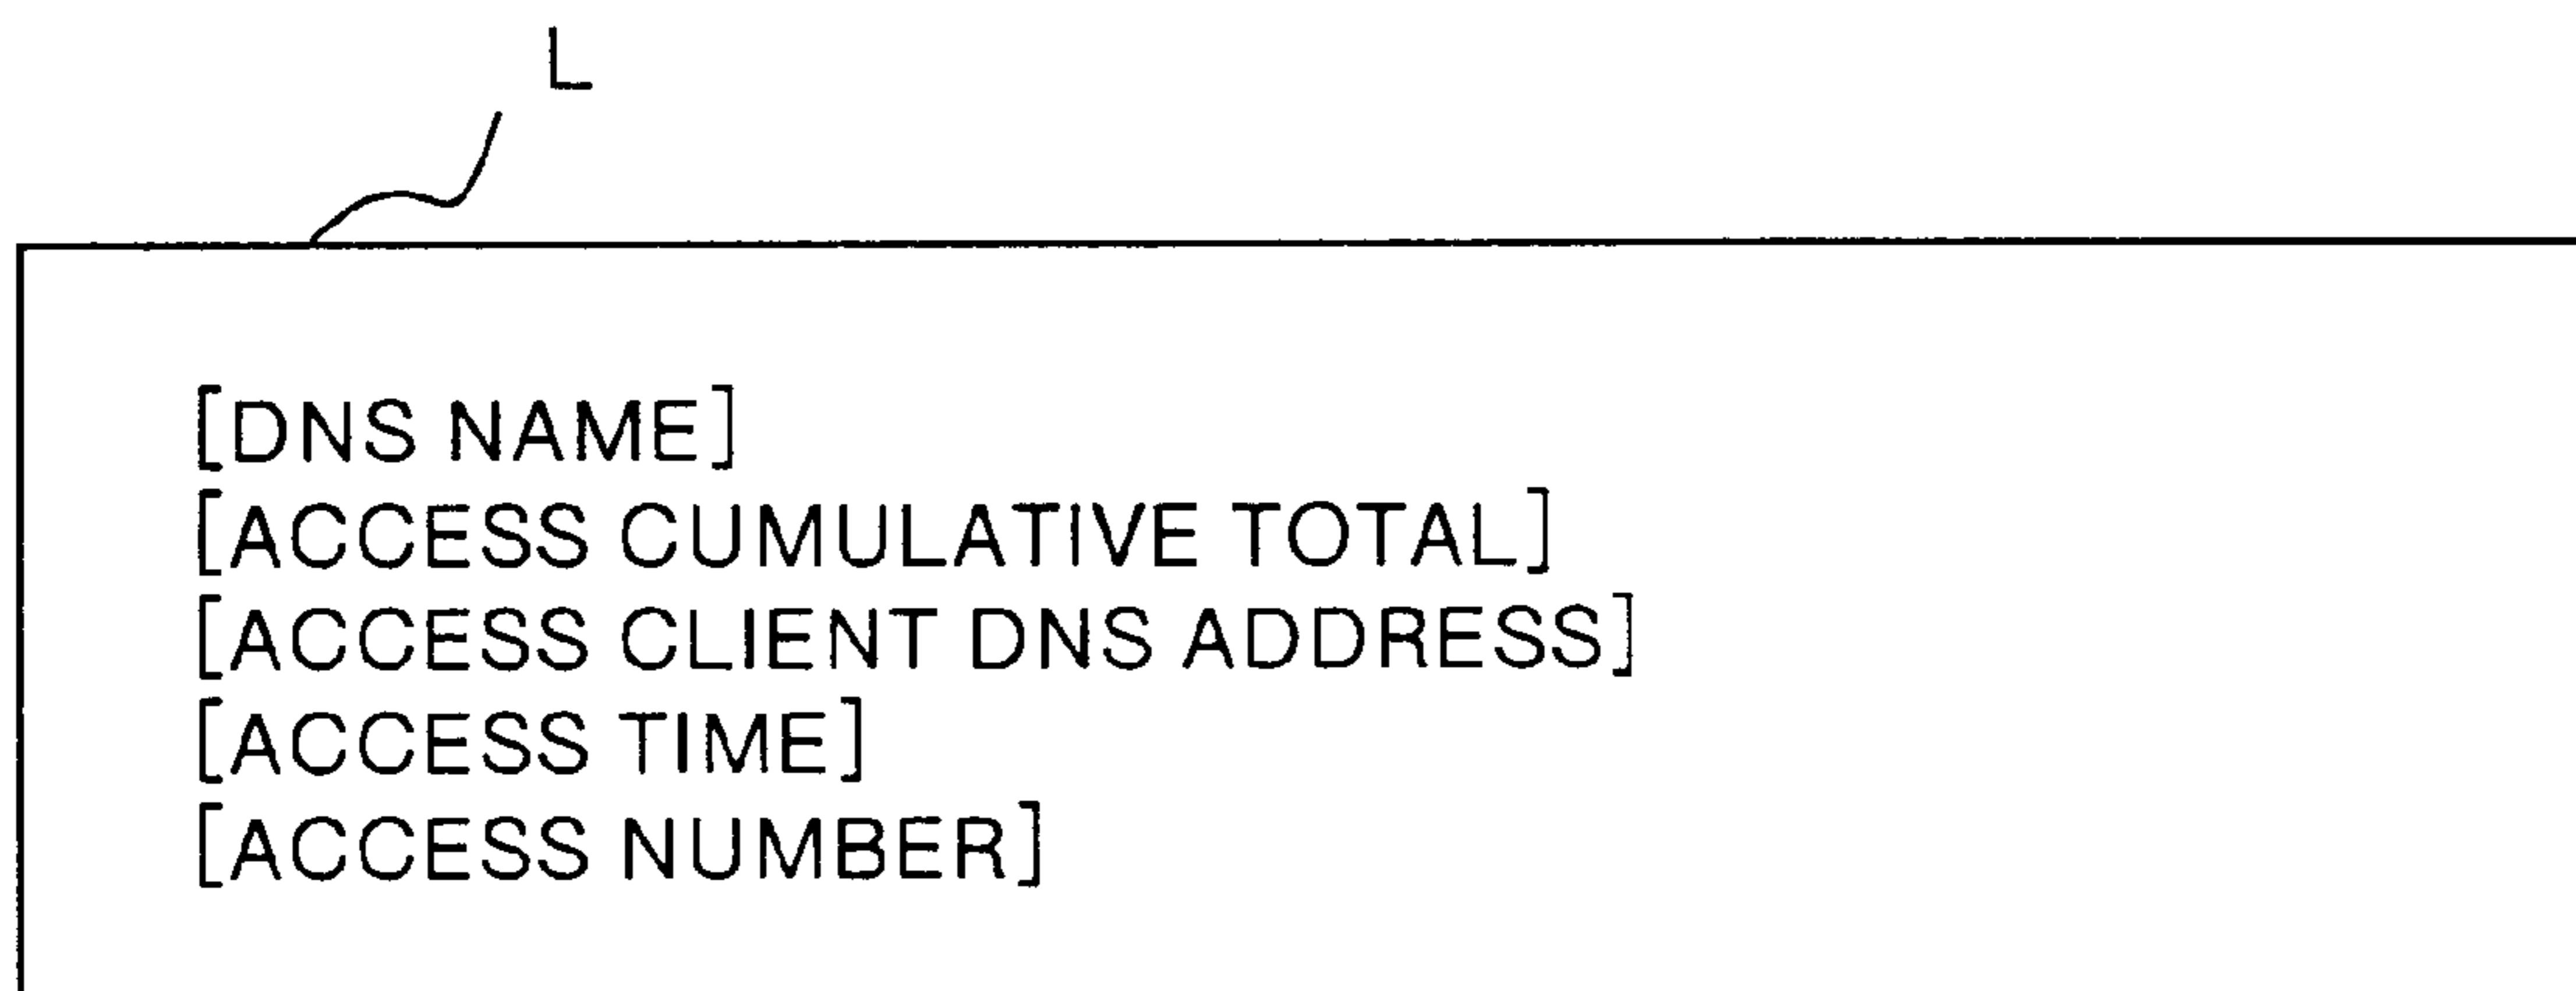 L
[DNS NAME]
[ACCESS CUMULATIVE TOTAL]
[ACCESS CLIENT DNS ADDRESS]
[ACCESS TIME]
[ACCESS NUMBER]